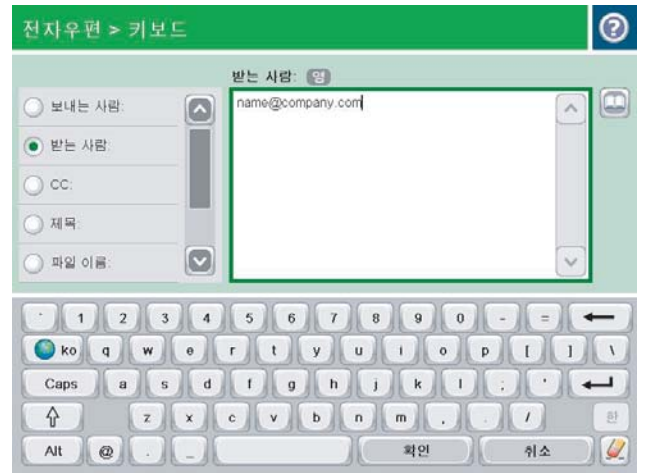 전자우편 > 키보드
?
받는 사람: 영
보내는 사람:
name@company.com
받는 사람:
CC:
제목:
파일 이름:
` 1 2 3 4 5 6 7 8 9 0 - =
ko q w e r t y u i o p [ ] \
Caps a s d f g h j k l ; '
z x c v b n m , . / 한
Alt @ . _ 확인 취소